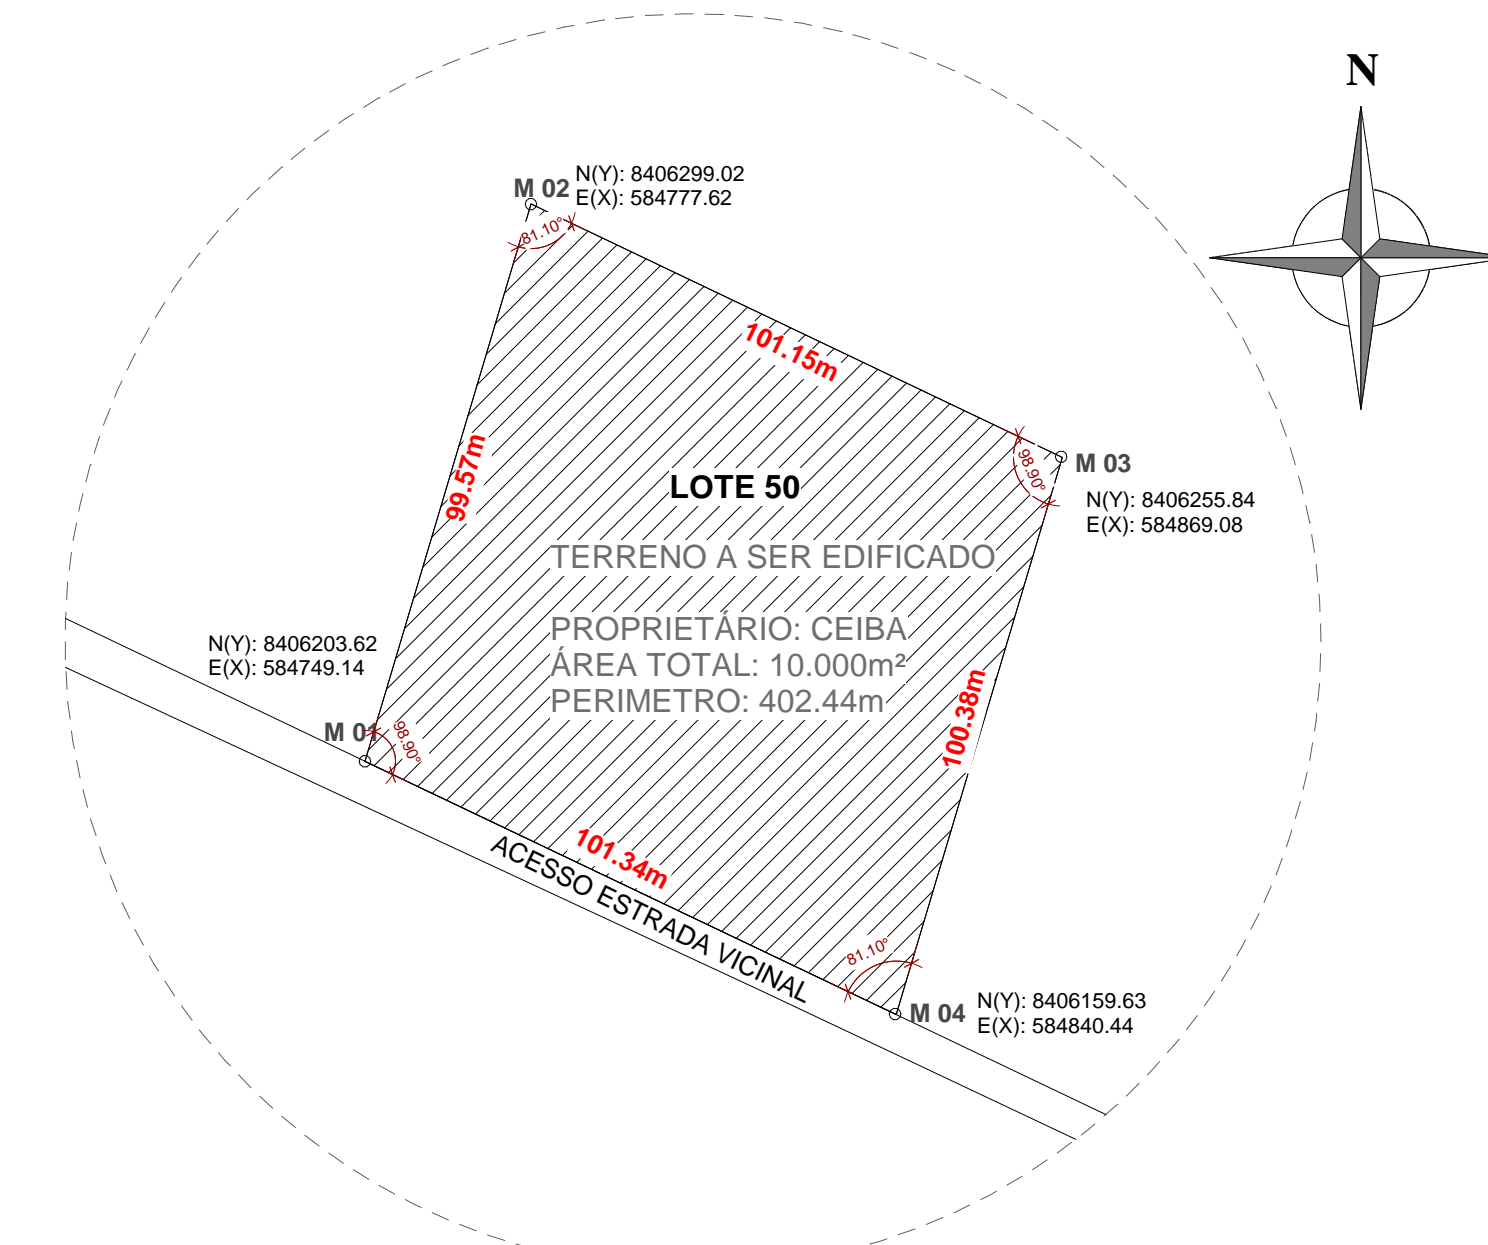 N
M 02
N(Y): 8406299.02
E(X): 584777.62
81.10°
101.15m
99.57m
98.90°
M 03
N(Y): 8406255.84
E(X): 584869.08
LOTE 50
TERRENO A SER EDIFICADO
PROPRIETÁRIO: CEIBA
ÁREA TOTAL: 10.000m²
PERIMETRO: 402.44m
N(Y): 8406203.62
E(X): 584749.14
M 01
98.90°
100.38m
101.34m
ACESSO ESTRADA VICINAL
81.10°
M 04
N(Y): 8406159.63
E(X): 584840.44